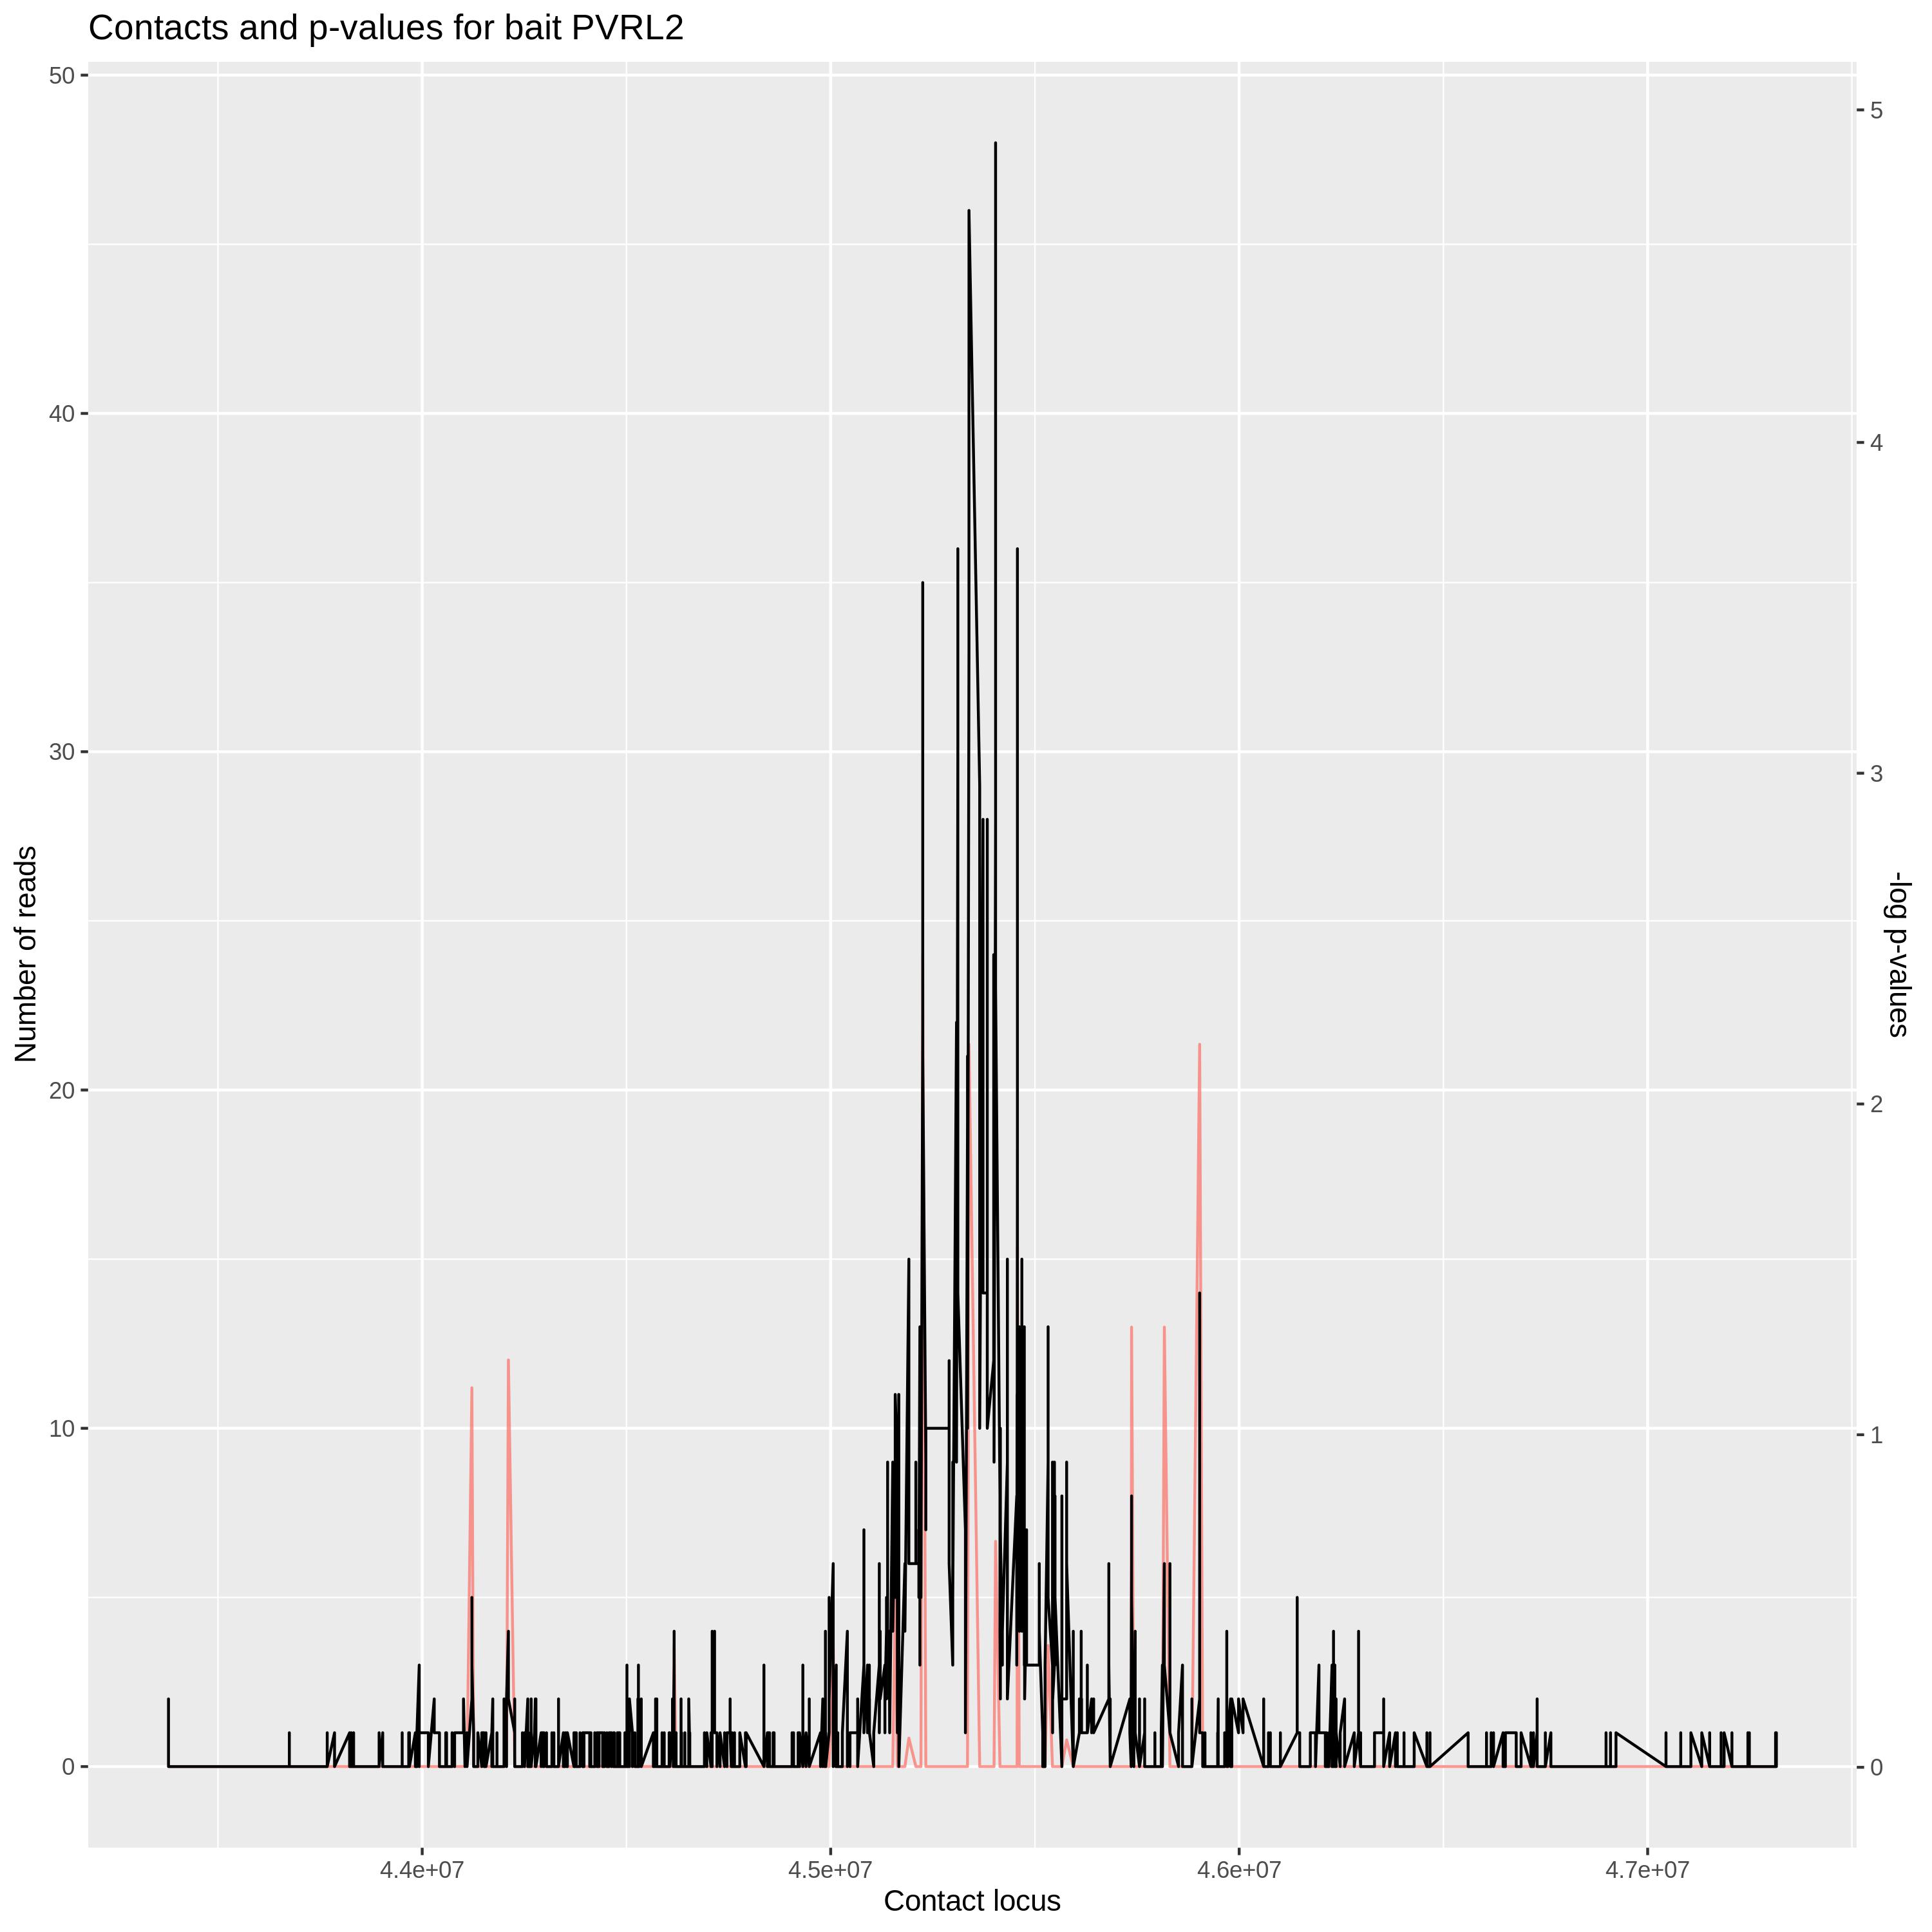 Contacts and p-values for bait PVRL2
50
40
30
20
10
0
Number of reads
5
4
3
2
1
0
-log p-values
4.4e+07
4.5e+07
4.6e+07
4.7e+07
Contact locus